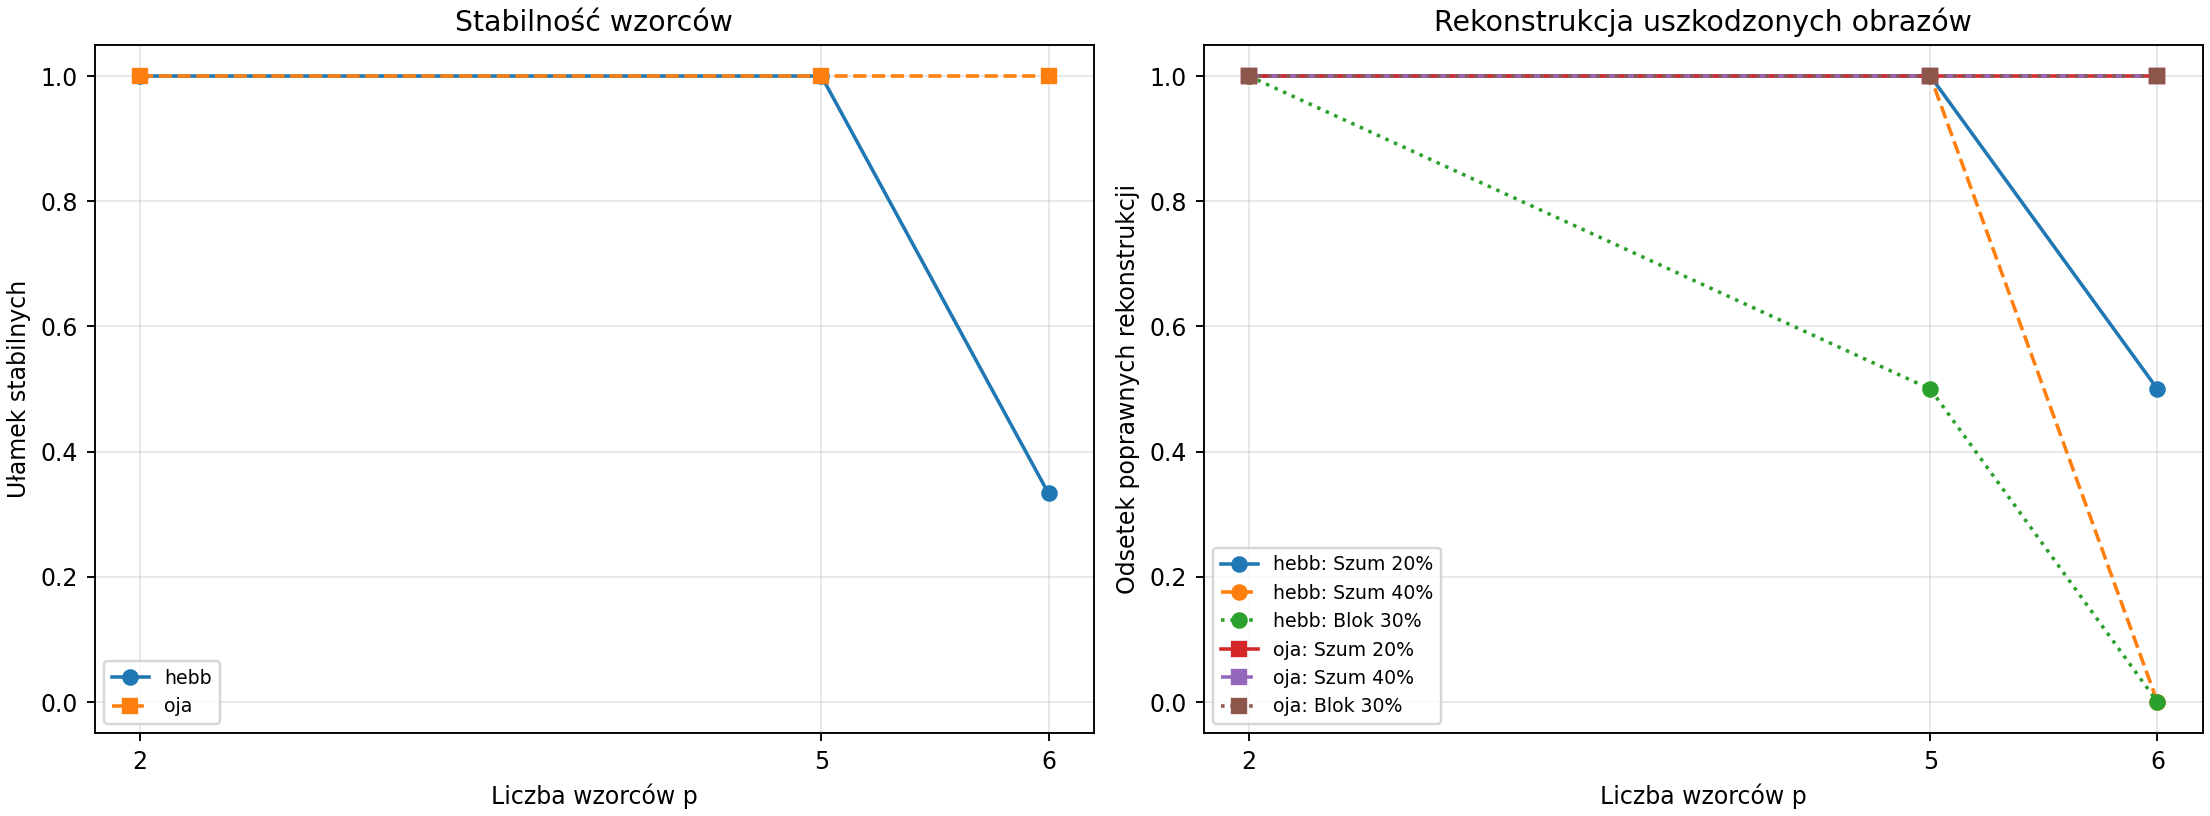 Stabilność wzorców
Ułamek stabilnych
1.0
0.8
0.6
0.4
0.2
0.0
hebb
oja
2
5
6
Liczba wzorców p
Rekonstrukcja uszkodzonych obrazów
Odsetek poprawnych rekonstrukcji
1.0
0.8
0.6
0.4
0.2
0.0
hebb: Szum 20%
hebb: Szum 40%
hebb: Blok 30%
oja: Szum 20%
oja: Szum 40%
oja: Blok 30%
2
5
6
Liczba wzorców p